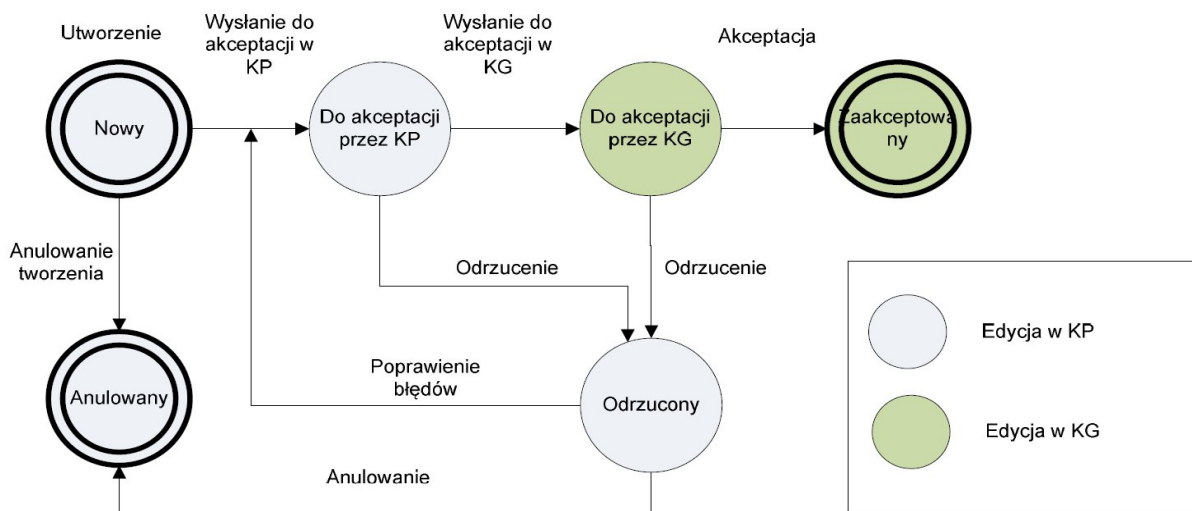 Utworzenie
Wysłanie do
akceptacji w
KP
Wysłanie do
akceptacji w
KG
Akceptacja
Nowy
Do akceptacji
przez KP
Do akceptacji
przez KG
Zaakceptowa
ny
Anulowanie
tworzenia
Odrzucenie
Odrzucenie
Anulowany
Poprawienie
błędów
Odrzucony
Anulowanie
Edycja w KP
Edycja w KG